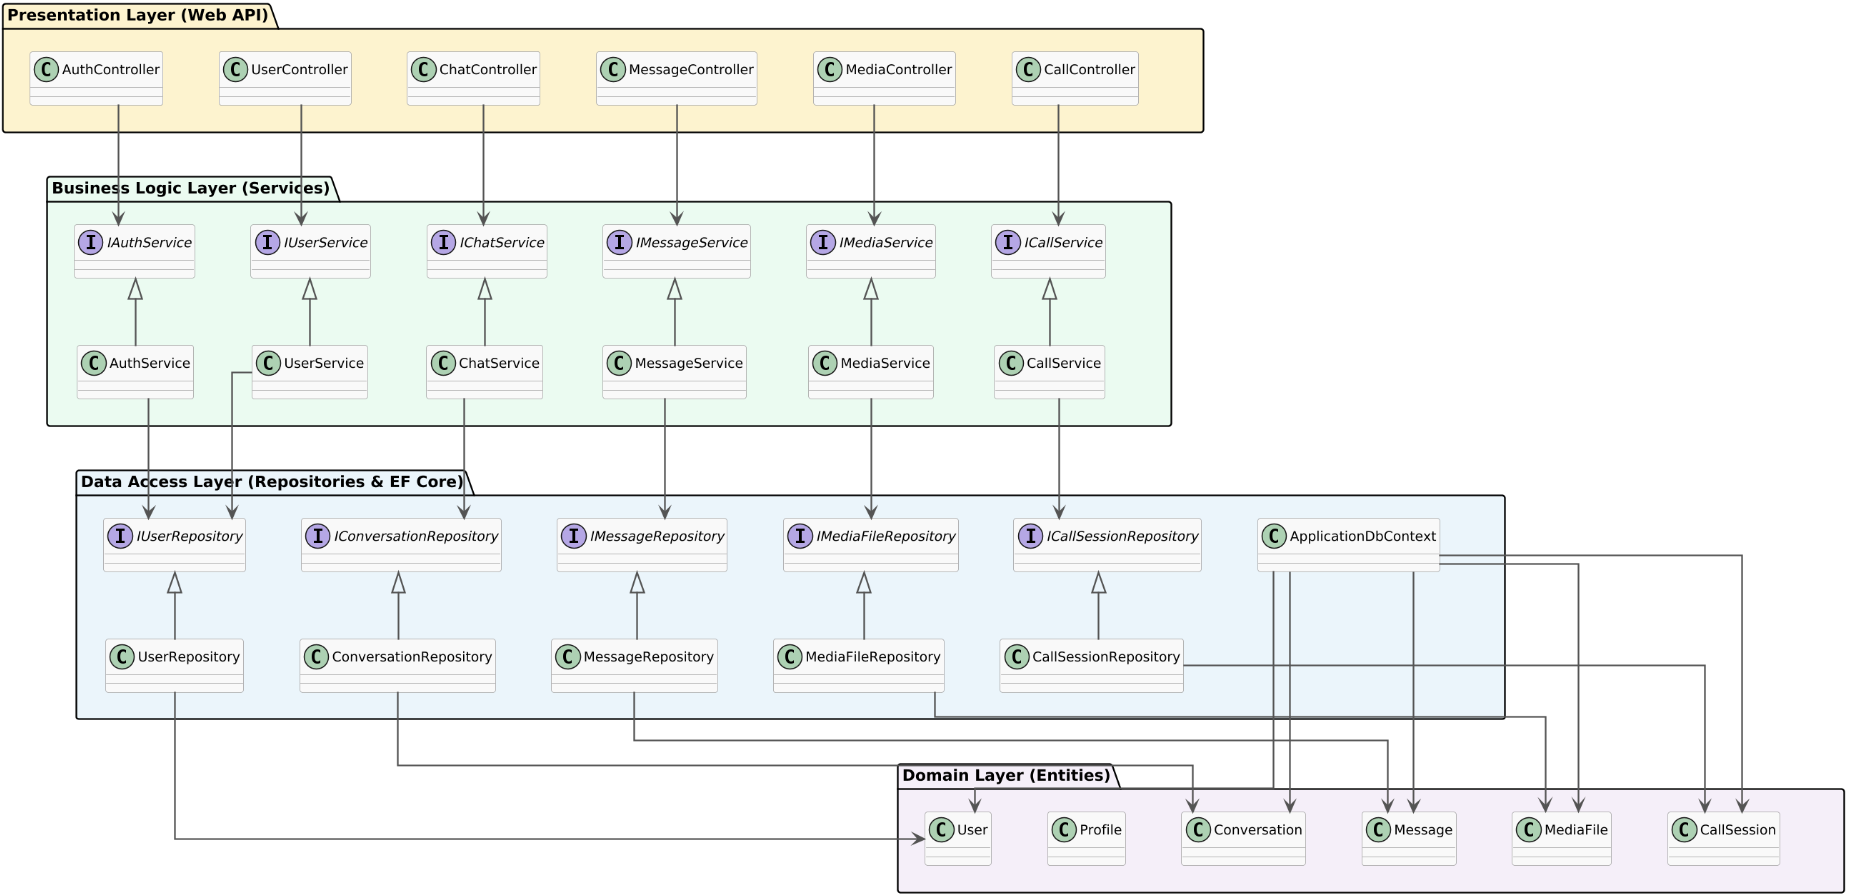 Presentation Layer (Web API)
C AuthController
C UserController
C ChatController
C MessageController
C MediaController
C CallController
Business Logic Layer (Services)
I IAuthService
I IUserService
I IChatService
I IMessageService
I IMediaService
I ICallService
C AuthService
C UserService
C ChatService
C MessageService
C MediaService
C CallService
Data Access Layer (Repositories & EF Core)
I IUserRepository
I IConversationRepository
I IMessageRepository
I IMediaFileRepository
I ICallSessionRepository
C ApplicationDbContext
C UserRepository
C ConversationRepository
C MessageRepository
C MediaFileRepository
C CallSessionRepository
Domain Layer (Entities)
C User
C Profile
C Conversation
C Message
C MediaFile
C CallSession